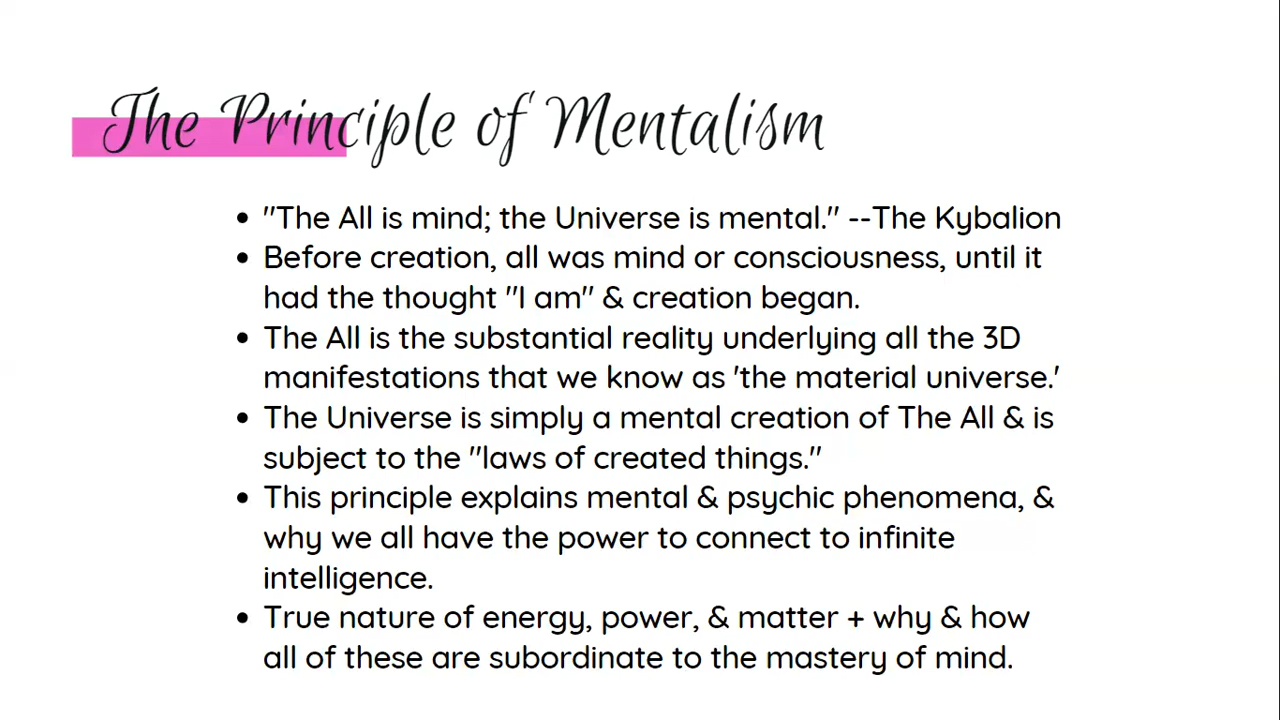 The Principle of Mentalism
• "The All is mind; the Universe is mental." --The Kybalion
• Before creation, all was mind or consciousness, until it
had the thought "I am" & creation began.
• The All is the substantial reality underlying all the 3D
manifestations that we know as 'the material universe.'
• The Universe is simply a mental creation of The All & is
subject to the "laws of created things."
• This principle explains mental & psychic phenomena, &
why we all have the power to connect to infinite
intelligence.
• True nature of energy, power, & matter + why & how
all of these are subordinate to the mastery of mind.